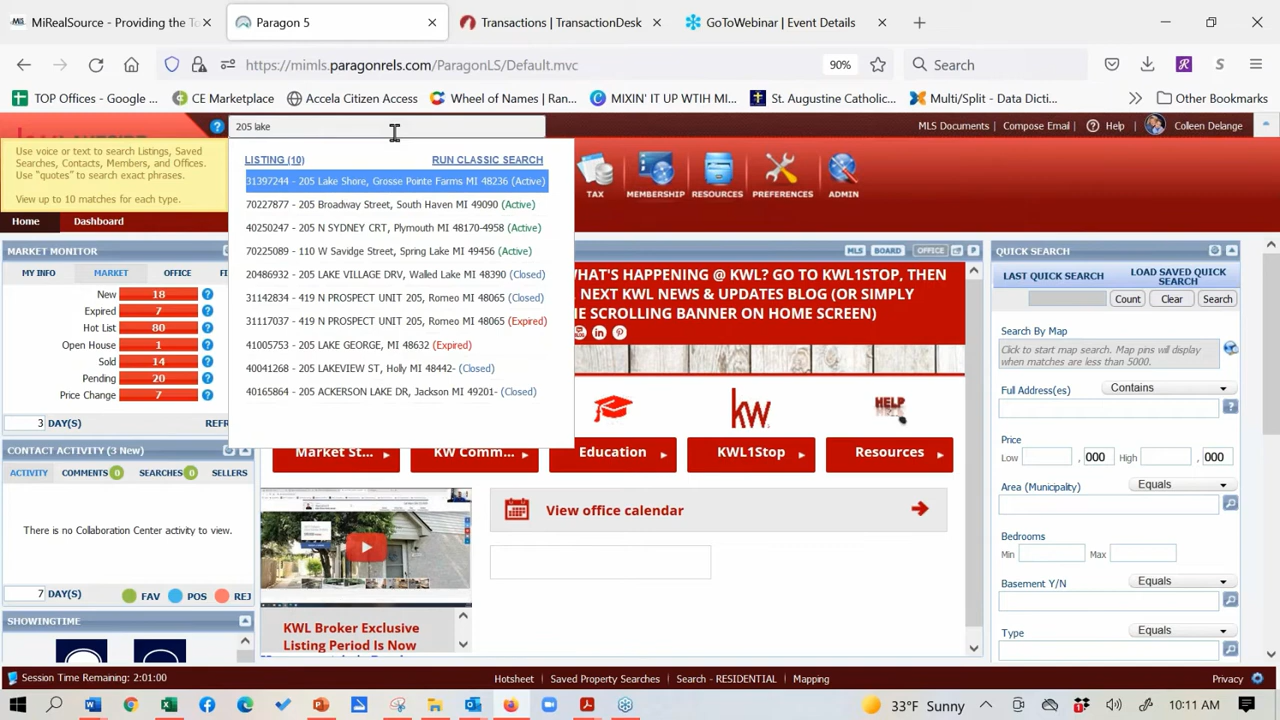 MiRealSource - Providing the To
Paragon 5
Transactions | TransactionDesk
GoToWebinar | Event Details
https://mimls.paragonrels.com/ParagonLS/Default.mvc
90%
Search
TOP Offices - Google ...
CE Marketplace
Accela Citizen Access
Wheel of Names | Ran...
MIXIN' IT UP WTIH MI...
St. Augustine Catholic...
Multrix - Data Dicti...
Other Bookmarks
205 lake
MLS Documents
Compose Email
Help
Colleen Delange
Use voice or text to search Listings, Saved
Searches, Contacts, Members, and Offices.
Use "quotes" to search exact phrases.
View up to 10 matches for each type.
LISTING (10)
RUN CLASSIC SEARCH
31397244 - 205 Lake Shore, Grosse Pointe Farms MI 48236 (Active)
70227877 - 205 Broadway Street, South Haven MI 49090 (Active)
40250247 - 205 N SYDNEY CRT, Plymouth MI 48170-4958 (Active)
70225089 - 110 W Savidge Street, Spring Lake MI 49456 (Active)
20486932 - 205 LAKE VILLAGE DRV, Walled Lake MI 48390 (Closed)
31142834 - 419 N PROSPECT UNIT 205, Romeo MI 48065 (Closed)
31117037 - 419 N PROSPECT UNIT 205, Romeo MI 48065 (Expired)
41005753 - 205 LAKE GEORGE, MI 48632 (Expired)
40041268 - 205 LAKEVIEW ST, Holly MI 48442- (Closed)
40165864 - 205 ACKERSON LAKE DR, Jackson MI 49201- (Closed)
TAX
MEMBERSHIP
RESOURCES
PREFERENCES
ADMIN
Home
Dashboard
MARKET MONITOR
MY INFO
MARKET
OFFICE
FI
New 18
Expired 7
Hot List 80
Open House 1
Sold 14
Pending 20
Price Change 7
3 DAY(S)
REFR
CONTACT ACTIVITY (3 New)
ACTIVITY
COMMENTS 0
SEARCHES 0
SELLERS
There is no Collaboration Center activity to view.
7 DAY(S)
FAV
POS
REJ
SHOWINGTIME
MLS
BOARD
OFFICE
WHAT'S HAPPENING @ KWL? GO TO KWL1STOP, THEN
NEXT KWL NEWS & UPDATES BLOG (OR SIMPLY
HE SCROLLING BANNER ON HOME SCREEN)
kw
HELP
Market St...
KW Comm...
Education
KWL1Stop
Resources
View office calendar
KWL Broker Exclusive
Listing Period Is Now
QUICK SEARCH
LAST QUICK SEARCH
LOAD SAVED QUICK
SEARCH
Count
Clear
Search
Search By Map
Click to start map search. Map pins will display
when matches are less than 5000.
Full Address(es)
Contains
Price
Low , 000 High , 000
Area (Municipality)
Equals
Bedrooms
Min
Max
Basement Y/N
Equals
Type
Equals
Session Time Remaining: 2:01:00
Hotsheet
Saved Property Searches
Search - RESIDENTIAL
Mapping
Privacy
33°F Sunny
10:11 AM